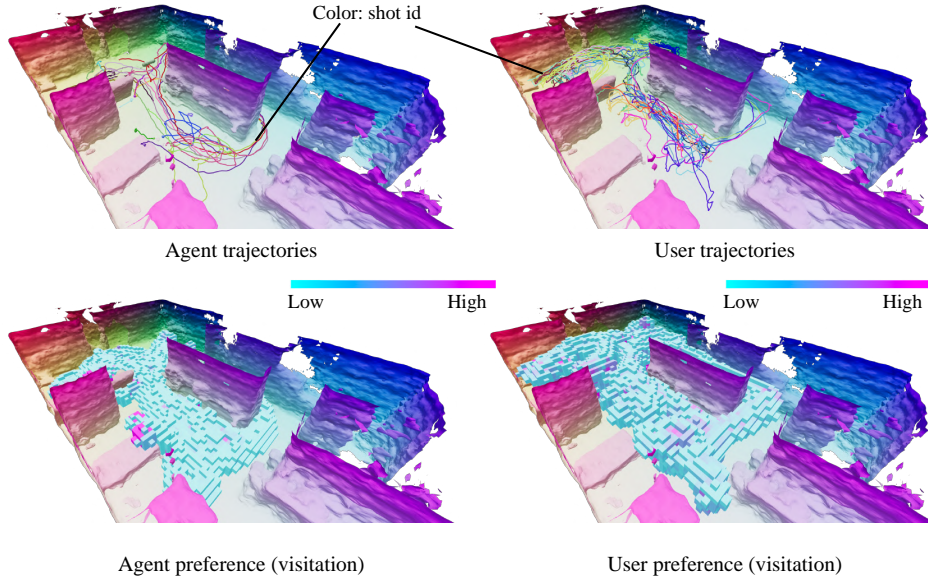 Color: shot id
Agent trajectories
User trajectories
Low High
Low High
Agent preference (visitation)
User preference (visitation)